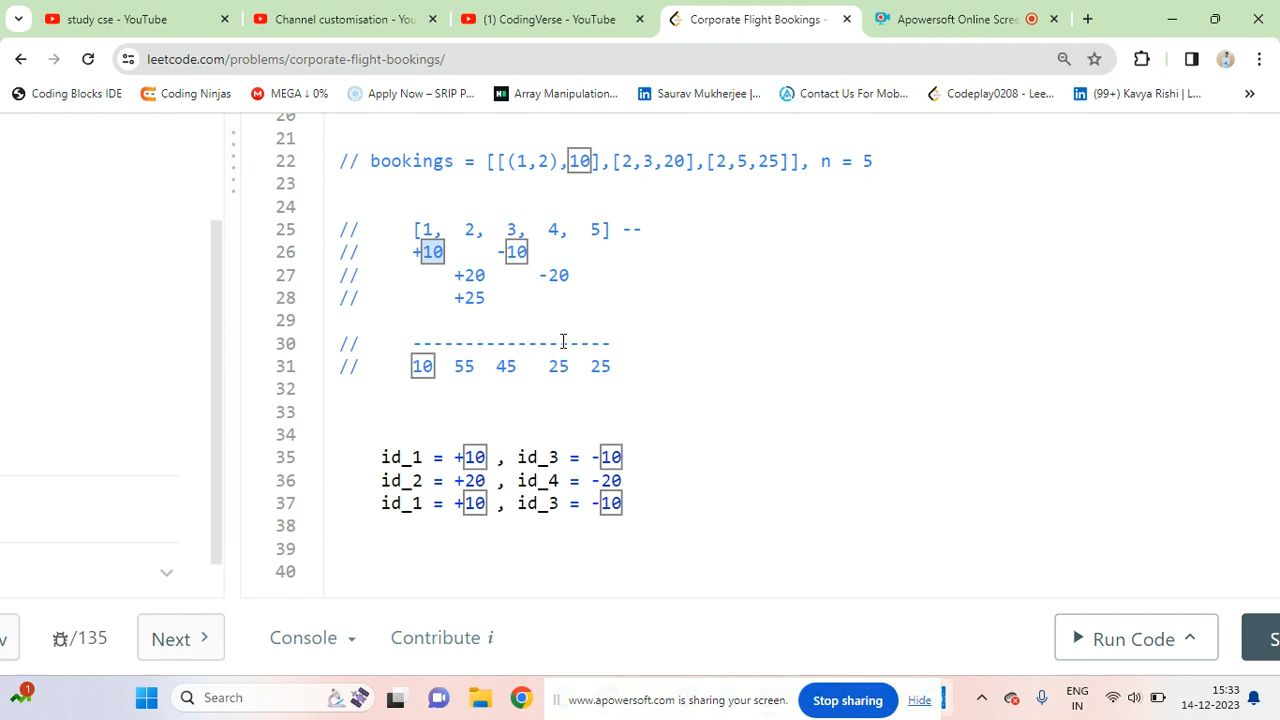 study cse - YouTube
Channel customisation - You
(1) CodingVerse - YouTube
Corporate Flight Bookings -
Apowersoft Online Scree
leetcode.com/problems/corporate-flight-bookings/
Coding Blocks IDE
Coding Ninjas
MEGA ↓ 0%
Apply Now – SRIP P...
Array Manipulation...
Saurav Mukherjee |...
Contact Us For Mob...
Codeplay0208 - Lee...
(99+) Kavya Rishi | L...
»
20
21
22 // bookings = [[(1,2),10],[2,3,20],[2,5,25]], n = 5
23
24
25 // [1, 2, 3, 4, 5] --
26 // +10 -10
27 // +20 -20
28 // +25
29
30 // -------------------
31 // 10 55 45 25 25
32
33
34
35 id_1 = +10 , id_3 = -10
36 id_2 = +20 , id_4 = -20
37 id_1 = +10 , id_3 = -10
38
39
40
/135
Next
Console
Contribute i
Run Code
S
1
Search
www.apowersoft.com is sharing your screen.
Stop sharing
Hide
ENG
IN
15:33
14-12-2023